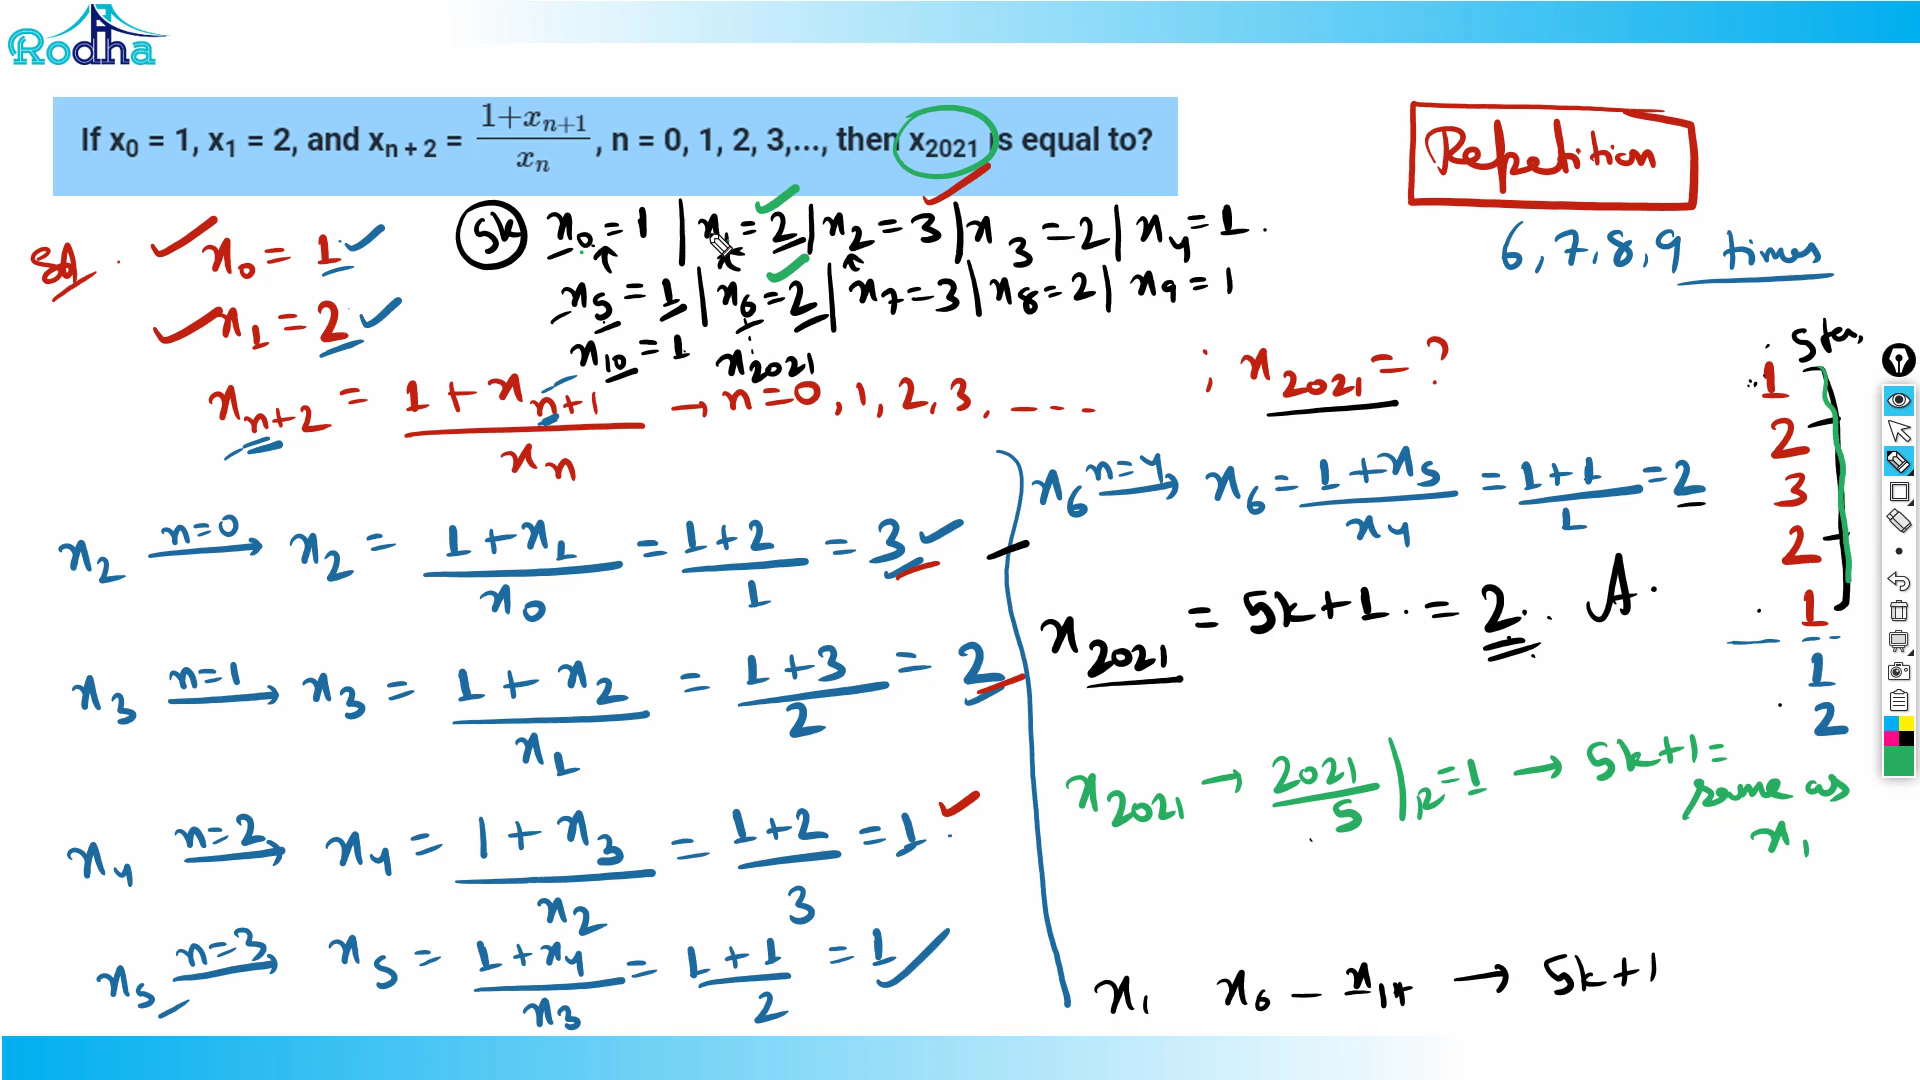 Rodha
If x0 = 1, x1 = 2, and xn + 2 = (1+xn+1)/xn , n = 0, 1, 2, 3,..., then x2021 is equal to?
Repetition
6, 7, 8, 9 times
5k x0 = 1 | x1 = 2 | x2 = 3 | x3 = 2 | x4 = 1
x5 = 1 | x6 = 2 | x7 = 3 | x8 = 2 | x9 = 1
x10 = 1 x2021
x0 = 1
x1 = 2
xn+2 = (1 + xn+1)/xn → n = 0, 1, 2, 3, ---- ; x2021 = ?
x2 n=0 → x2 = (1 + x1)/x0 = (1+2)/1 = 3
x3 n=1 → x3 = (1 + x2)/x1 = (1+3)/2 = 2
x4 n=2 → x4 = (1 + x3)/x2 = (1+2)/3 = 1
x5 n=3 → x5 = (1 + x4)/x3 = (1+1)/2 = 1
x6 n=4 → x6 = (1 + x5)/x4 = (1+1)/1 = 2
x2021 = 5k+1 = 2 A
x2021 → 2021/5 |R = 1 → 5k+1 =
same as
x1
x1 x6 – x11 → 5k+1
1
2
3
2
1
1
2